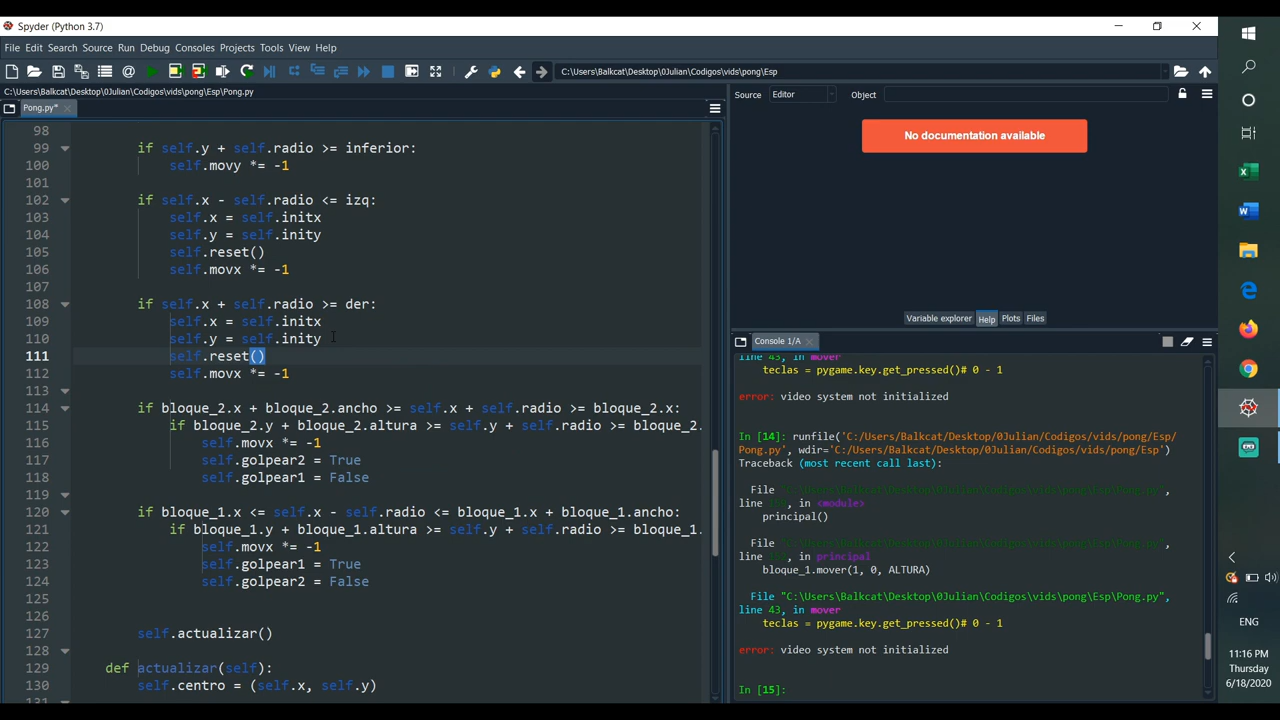 Spyder (Python 3.7)
File Edit Search Source Run Debug Consoles Projects Tools View Help
C:\Users\Balkcat\Desktop\0Julian\Codigos\vids\pong\Esp
C:\Users\Balkcat\Desktop\0Julian\Codigos\vids\pong\Esp\Pong.py
Pong.py*
98
99 if self.y + self.radio >= inferior:
100 self.movy *= -1
101
102 if self.x - self.radio <= izq:
103 self.x = self.initx
104 self.y = self.inity
105 self.reset()
106 self.movx *= -1
107
108 if self.x + self.radio >= der:
109 self.x = self.initx
110 self.y = self.inity
111 self.reset()
112 self.movx *= -1
113
114 if bloque_2.x + bloque_2.ancho >= self.x + self.radio >= bloque_2.x:
115 if bloque_2.y + bloque_2.altura >= self.y + self.radio >= bloque_2.
116 self.movx *= -1
117 self.golpear2 = True
118 self.golpear1 = False
119
120 if bloque_1.x <= self.x - self.radio <= bloque_1.x + bloque_1.ancho:
121 if bloque_1.y + bloque_1.altura >= self.y + self.radio >= bloque_1.
122 self.movx *= -1
123 self.golpear1 = True
124 self.golpear2 = False
125
126
127 self.actualizar()
128
129 def actualizar(self):
130 self.centro = (self.x, self.y)
Source Editor Object
No documentation available
Variable explorer Help Plots Files
Console 1/A
line 43, in mover
teclas = pygame.key.get_pressed()# 0 - 1
error: video system not initialized
In [14]: runfile('C:/Users/Balkcat/Desktop/0Julian/Codigos/vids/pong/Esp/
Pong.py', wdir='C:/Users/Balkcat/Desktop/0Julian/Codigos/vids/pong/Esp')
Traceback (most recent call last):
File "C:\Users\Balkcat\Desktop\0Julian\Codigos\vids\pong\Esp\Pong.py",
line in <module>
principal()
File "C:\Users\Balkcat\Desktop\0Julian\Codigos\vids\pong\Esp\Pong.py",
line in principal
bloque_1.mover(1, 0, ALTURA)
File "C:\Users\Balkcat\Desktop\0Julian\Codigos\vids\pong\Esp\Pong.py",
line 43, in mover
teclas = pygame.key.get_pressed()# 0 - 1
error: video system not initialized
In [15]:
ENG
11:16 PM
Thursday
6/18/2020